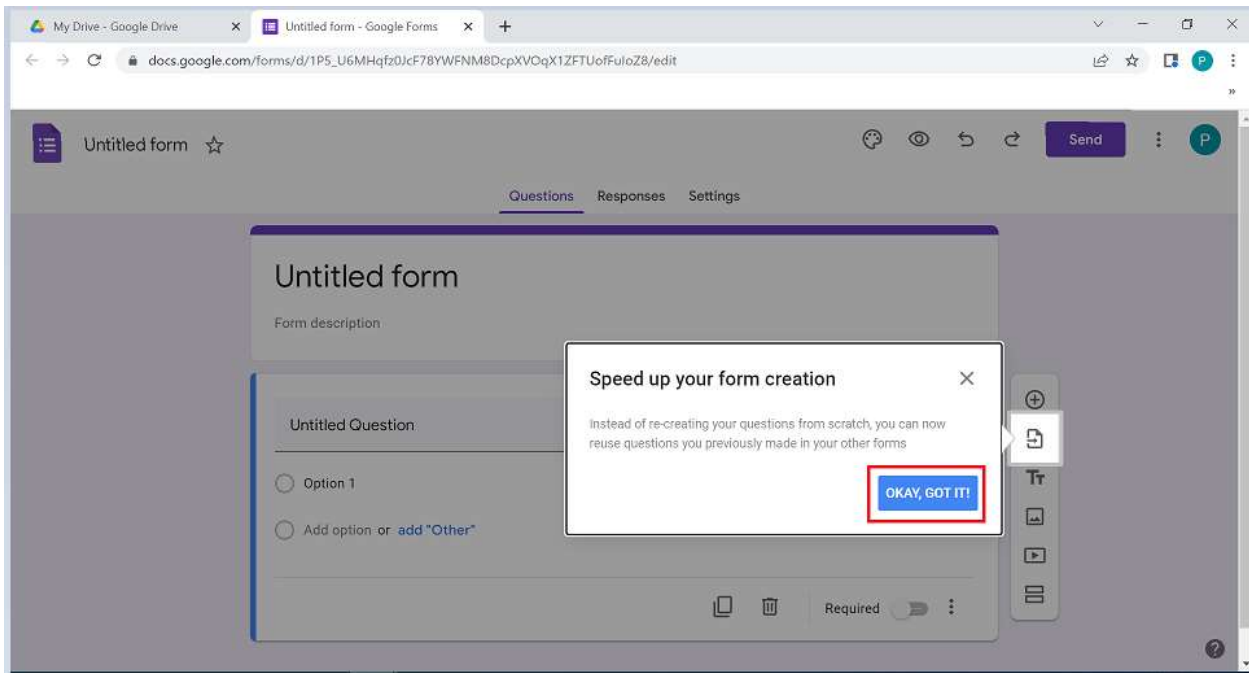 My Drive - Google Drive
Untitled form - Google Forms
docs.google.com/forms/d/1P5_U6MHqfz0JcF78YWFNM8DcpXVOqX1ZFTUofFuIoZ8/edit
P
Untitled form
Send
P
Questions Responses Settings
Untitled form
Form description
Speed up your form creation
Instead of re-creating your questions from scratch, you can now
reuse questions you previously made in your other forms
OKAY, GOT IT!
Untitled Question
Option 1
Add option or add "Other"
Tт
Required